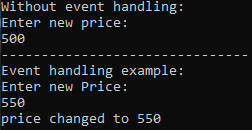 Without event handling:
Enter new price:
500
-------------------------------
Event handling example:
Enter new Price:
550
price changed to 550